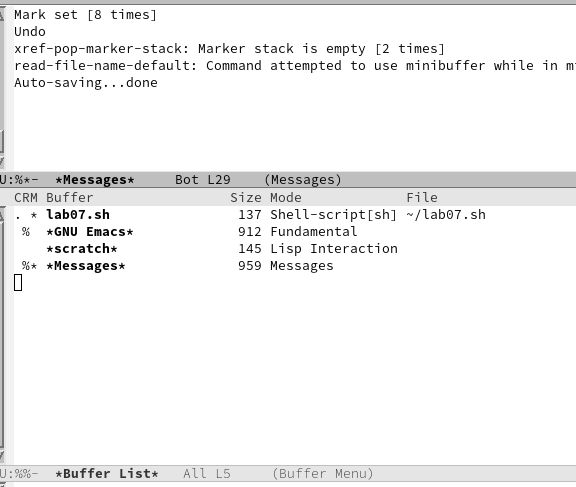 Mark set [8 times]
Undo
xref-pop-marker-stack: Marker stack is empty [2 times]
read-file-name-default: Command attempted to use minibuffer while in
Auto-saving...done
U:%*-  *Messages*     Bot L29    (Messages)
CRM Buffer                 Size Mode             File
. * lab07.sh                137 Shell-script[sh] ~/lab07.sh
 %  *GNU Emacs*             912 Fundamental
    *scratch*               145 Lisp Interaction
 %* *Messages*              959 Messages
U:%%-  *Buffer List*   All L5     (Buffer Menu)